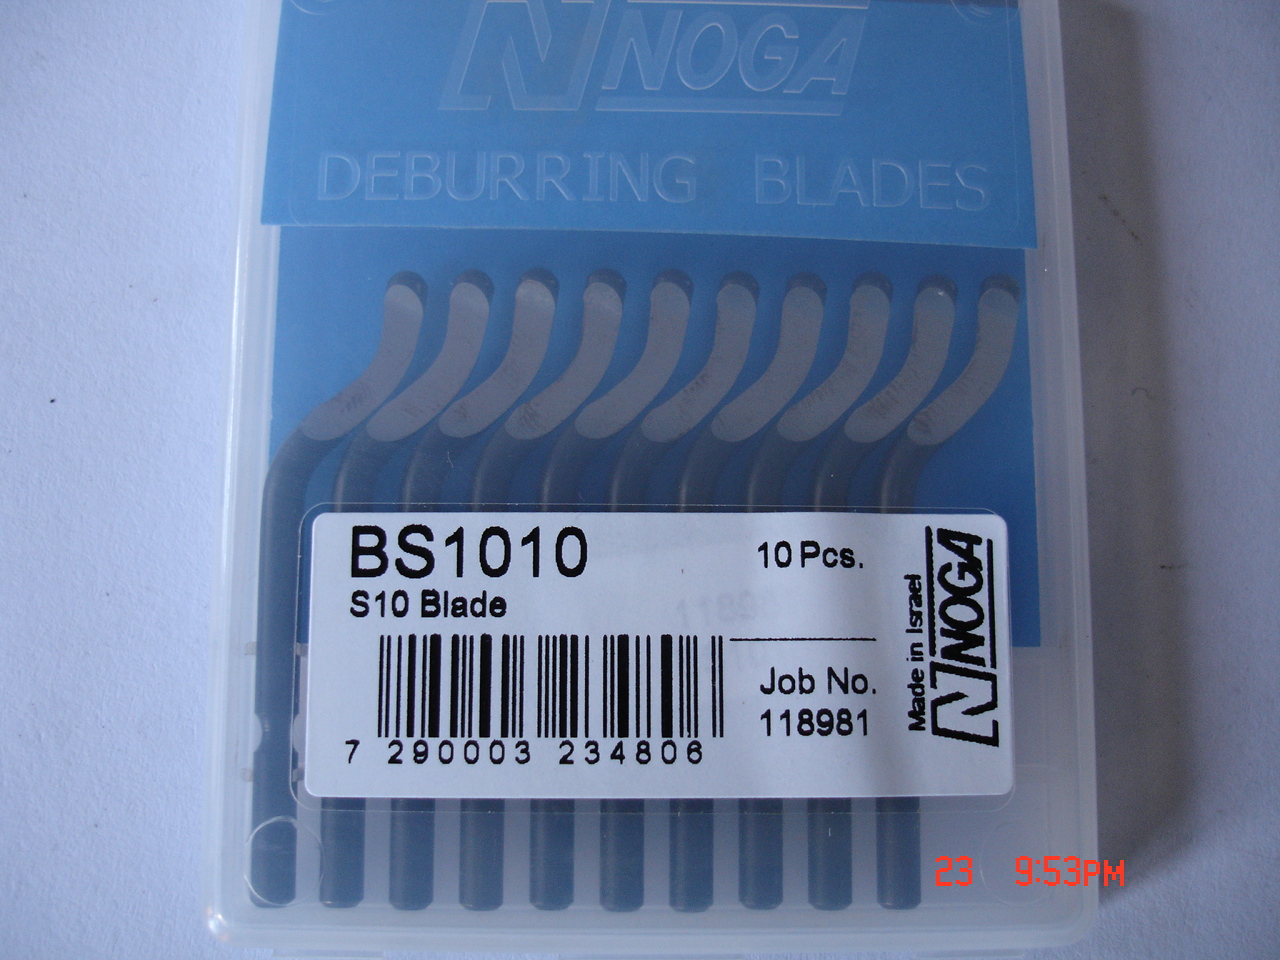 NOGA
DEBURRING BLADES
BS1010
10 Pcs.
S10 Blade
Job No.
118981
7 290003 234806
Made in Israel
NOGA
23 9:53PM